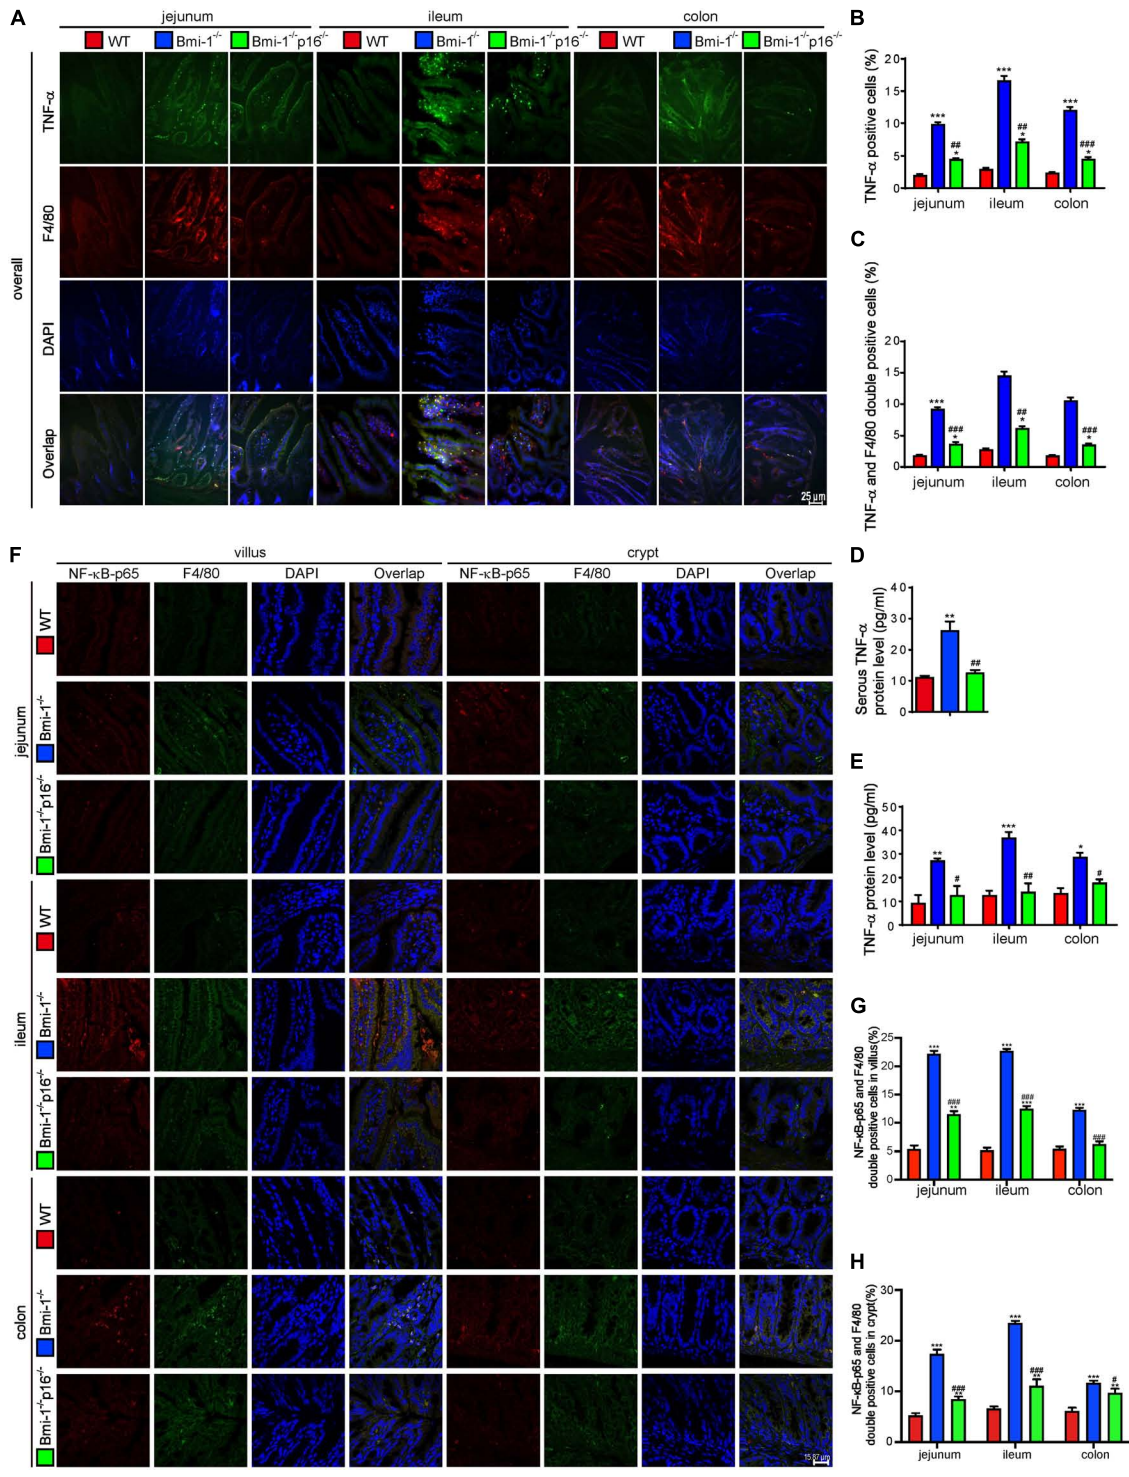 A
jejunum ileum colon
WT Bmi-1-/- Bmi-1-/-p16-/- WT Bmi-1-/- Bmi-1-/-p16-/- WT Bmi-1-/- Bmi-1-/-p16-/-
overall
TNF-α
F4/80
DAPI
Overlap
25 μm
B
TNF-α positive cells (%)
20
***
15
***
***
10
##
*
##
*
###
*
5
0
jejunum ileum colon
C
TNF-α and F4/80 double positive cells (%)
20
15
***
10
###
*
##
*
###
*
5
0
jejunum ileum colon
F
villus crypt
NF-κB-p65 F4/80 DAPI Overlap NF-κB-p65 F4/80 DAPI Overlap
jejunum
WT
Bmi-1-/-
Bmi-1-/-p16-/-
ileum
WT
Bmi-1-/-
Bmi-1-/-p16-/-
colon
WT
Bmi-1-/-
Bmi-1-/-p16-/-
15.87 μm
D
Serous TNF-α
protein level (pg/ml)
40
30
**
20
##
10
0
E
TNF-α protein level (pg/ml)
50
***
40
**
*
30
#
##
#
20
10
0
jejunum ileum colon
G
NF-κB-p65 and F4/80
double positive cells in villus(%)
25
***
***
20
15
###
**
###
***
***
10
###
5
0
jejunum ileum colon
H
NF-κB-p65 and F4/80
double positive cells in crypt(%)
30
***
20
***
###
**
###
**
***
#
**
10
0
jejunum ileum colon